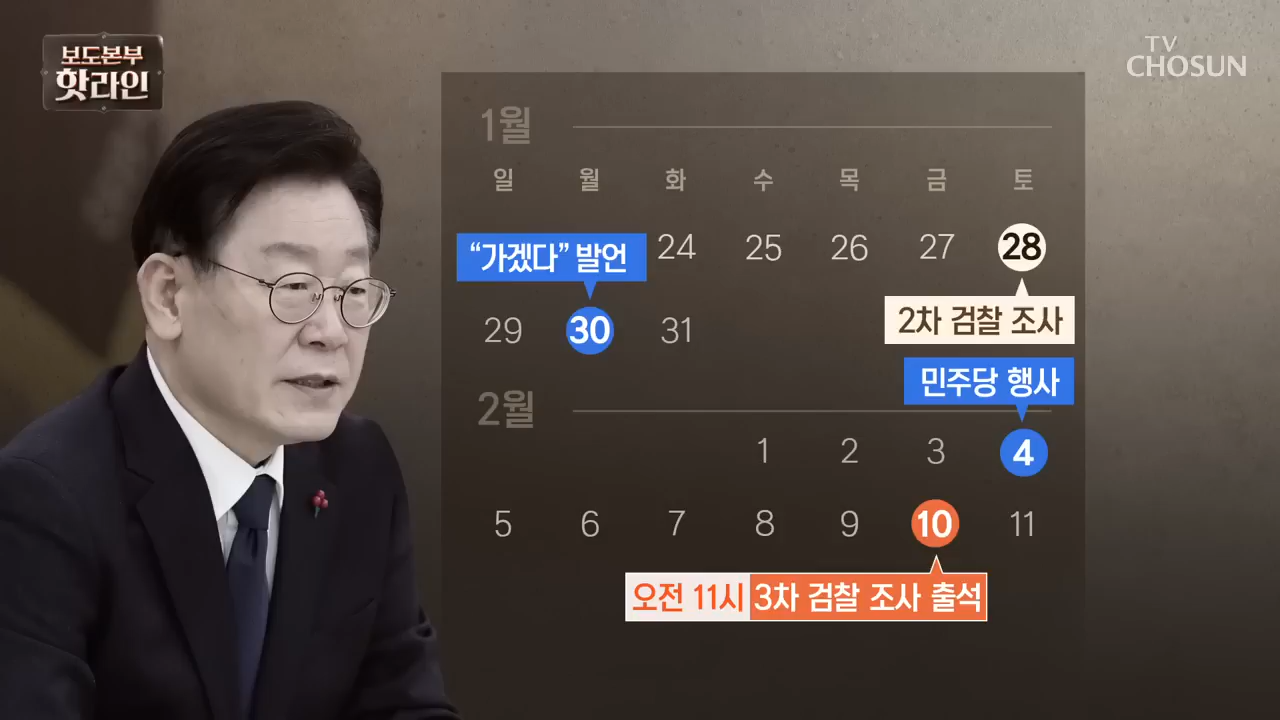 보도본부
핫라인
TV
CHOSUN
1월
일 월 화 수 목 금 토
“가겠다” 발언 24 25 26 27 28
2차 검찰 조사
29 30 31
민주당 행사
2월
1 2 3 4
5 6 7 8 9 10 11
오전 11시 3차 검찰 조사 출석